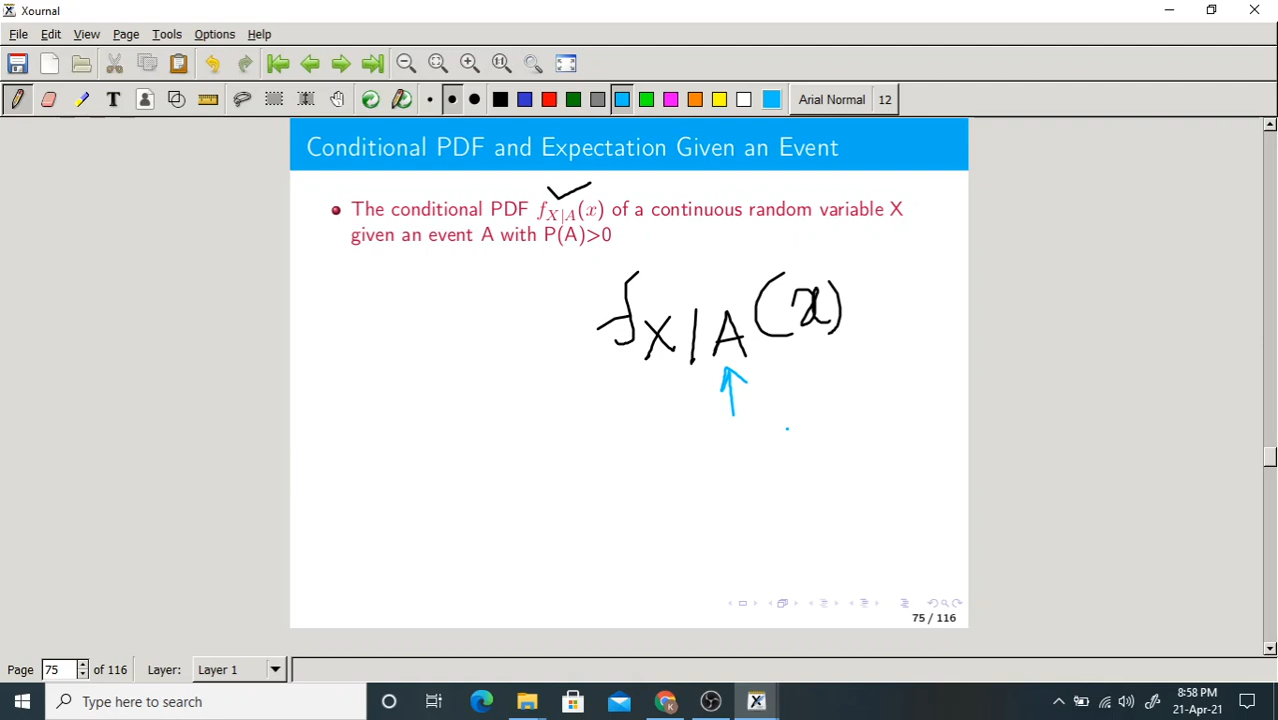 Xournal
File Edit View Page Tools Options Help
T Arial Normal 12
Conditional PDF and Expectation Given an Event
The conditional PDF f_{X|A}(x) of a continuous random variable X
given an event A with P(A)>0
f_{X|A}(x)
75 / 116
Page 75 of 116 Layer: Layer 1
Type here to search
8:58 PM
21-Apr-21